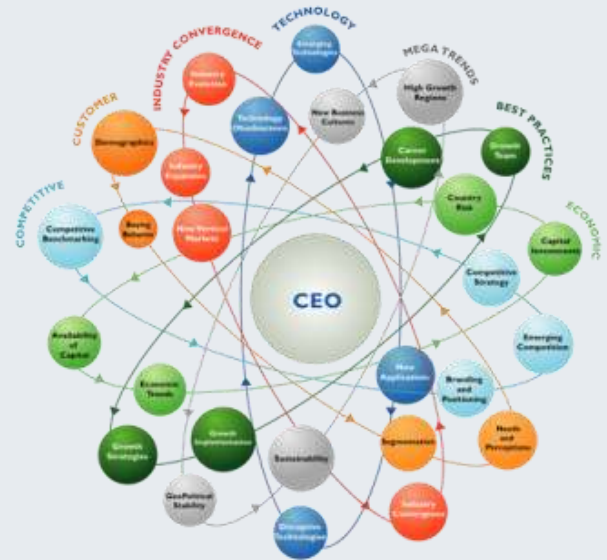 TECHNOLOGY
INDUSTRY CONVERGENCE
MEGA TRENDS
CUSTOMER
BEST PRACTICES
COMPETITIVE
ECONOMIC
Emerging
Technologies
Industry
Evolution
High Growth
Regions
New Business
Cultures
Technology
Obsolescence
Demographics
Career
Development
Growth
Team
Industry
Expansion
Country
Risk
Buying
Behavior
New Vertical
Markets
Competitive
Benchmarking
Capital
Investments
Competitive
Strategy
CEO
Availability
of
Capital
Emerging
Competition
New
Applications
Economic
Trends
Branding
and
Positioning
Growth
Strategies
Growth
Implementation
Sustainability
Segmentation
Needs
and
Perceptions
GeoPolitical
Stability
Industry
Convergence
Disruptive
Technologies